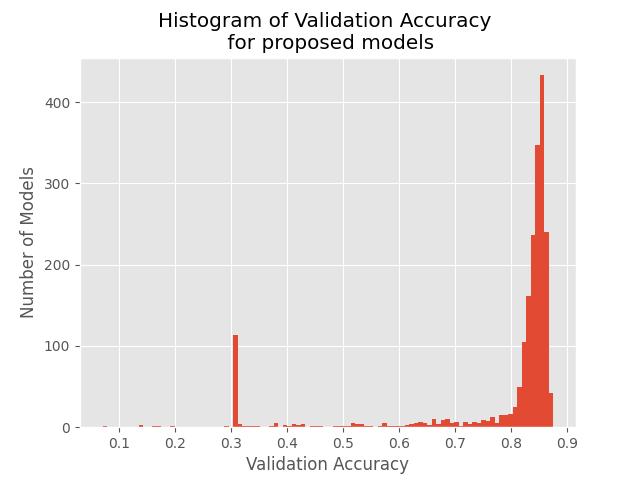 Histogram of Validation Accuracy
for proposed models
400
300
200
100
0
Number of Models
0.1 0.2 0.3 0.4 0.5 0.6 0.7 0.8 0.9
Validation Accuracy